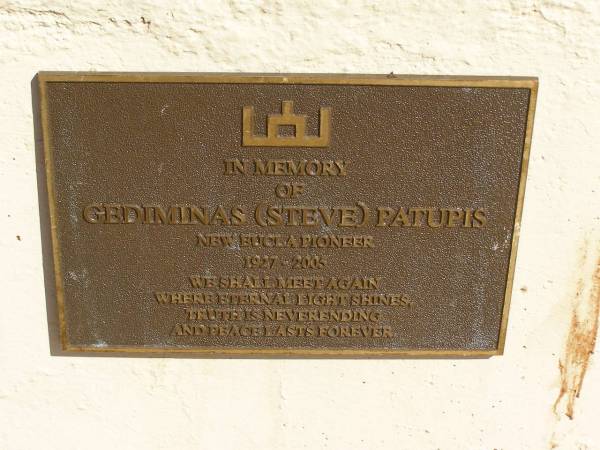 IN MEMORY
OF
GEDIMINAS (STEVE) PATUPIS
NEW EUCLA PIONEER
1927 - 2005
WE SHALL MEET AGAIN
WHERE ETERNAL LIGHT SHINES,
TRUTH IS NEVERENDING
AND PEACE LASTS FOREVER